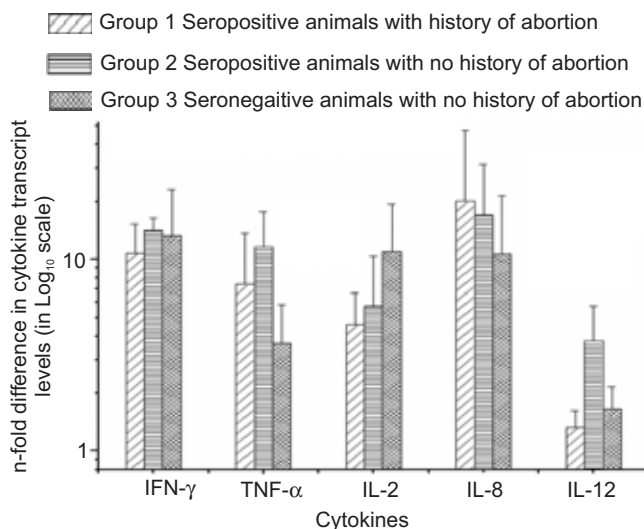 Group 1 Seropositive animals with history of abortion
Group 2 Seropositive animals with no history of abortion
Group 3 Seronegaitive animals with no history of abortion
n-fold difference in cytokine transcript
levels (in Log₁₀ scale)
10
1
IFN-γ TNF-α IL-2 IL-8 IL-12
Cytokines